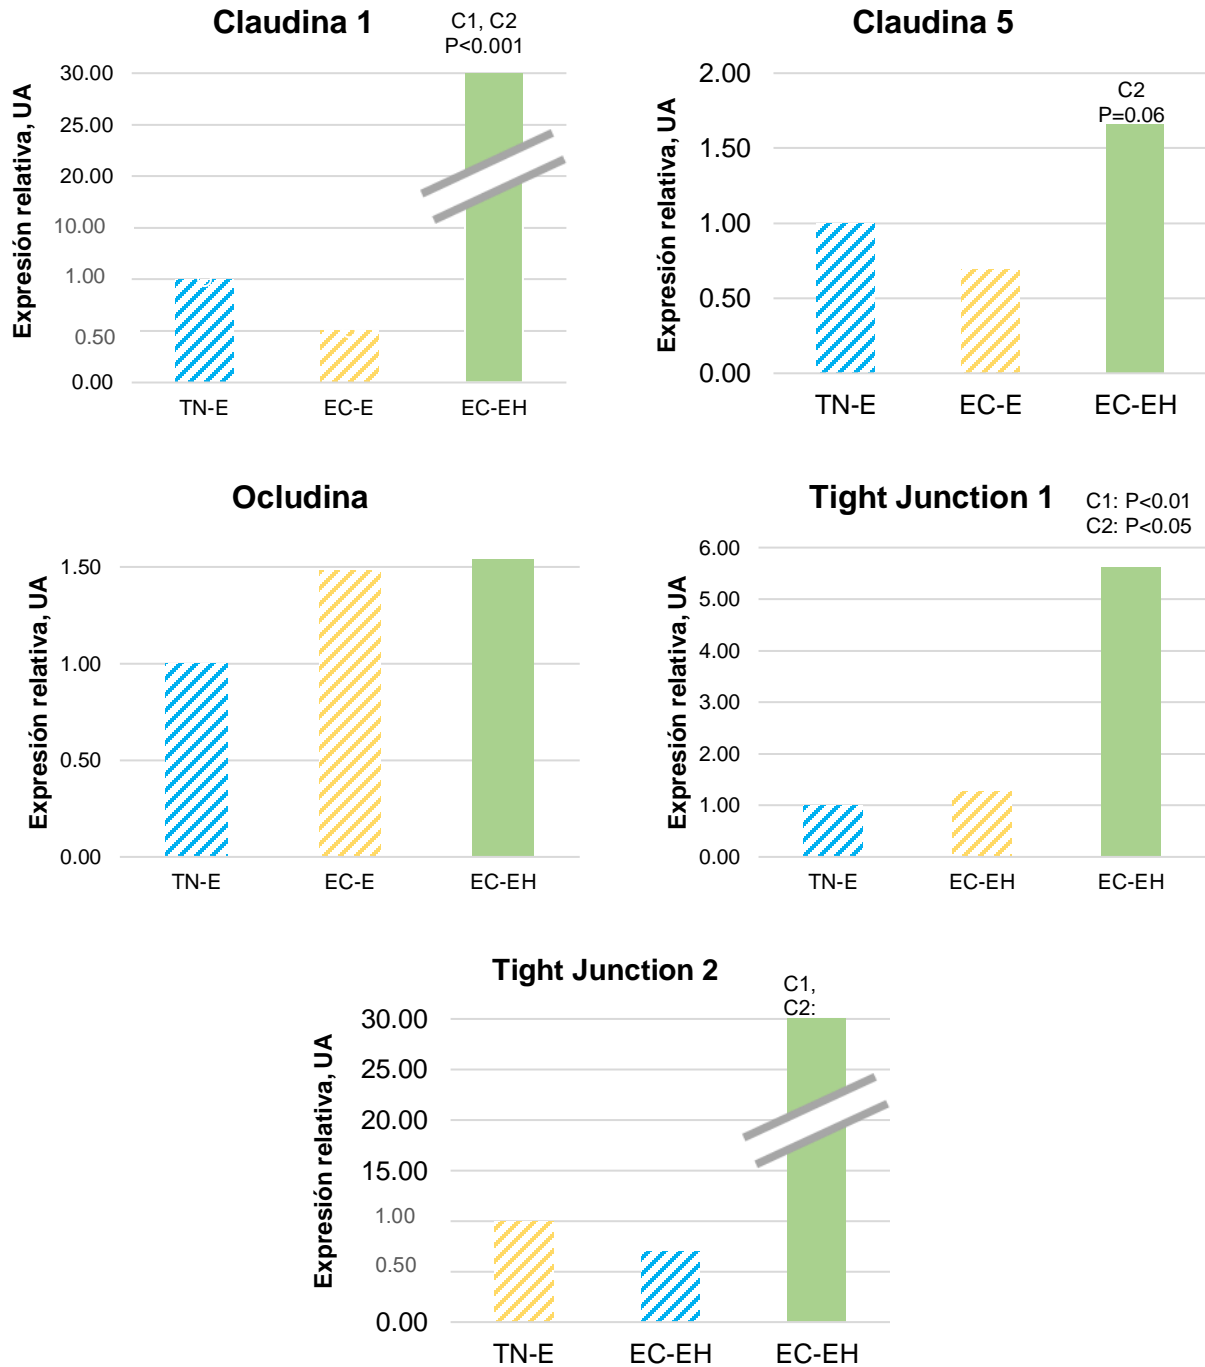 Claudina 1
C1, C2
P<0.001
Expresión relativa, UA
30.00
25.00
20.00
10.00
1.00
0.50
0.00
TN-E EC-E EC-EH
Claudina 5
C2
P=0.06
Expresión relativa, UA
2.00
1.50
1.00
0.50
0.00
TN-E EC-E EC-EH
Ocludina
Expresión relativa, UA
1.50
1.00
0.50
0.00
TN-E EC-E EC-EH
Tight Junction 1
C1: P<0.01
C2: P<0.05
Expresión relativa, UA
6.00
5.00
4.00
3.00
2.00
1.00
0.00
TN-E EC-EH EC-EH
Tight Junction 2
C1,
C2:
Expresión relativa, UA
30.00
25.00
20.00
15.00
1.00
0.50
0.00
TN-E EC-EH EC-EH